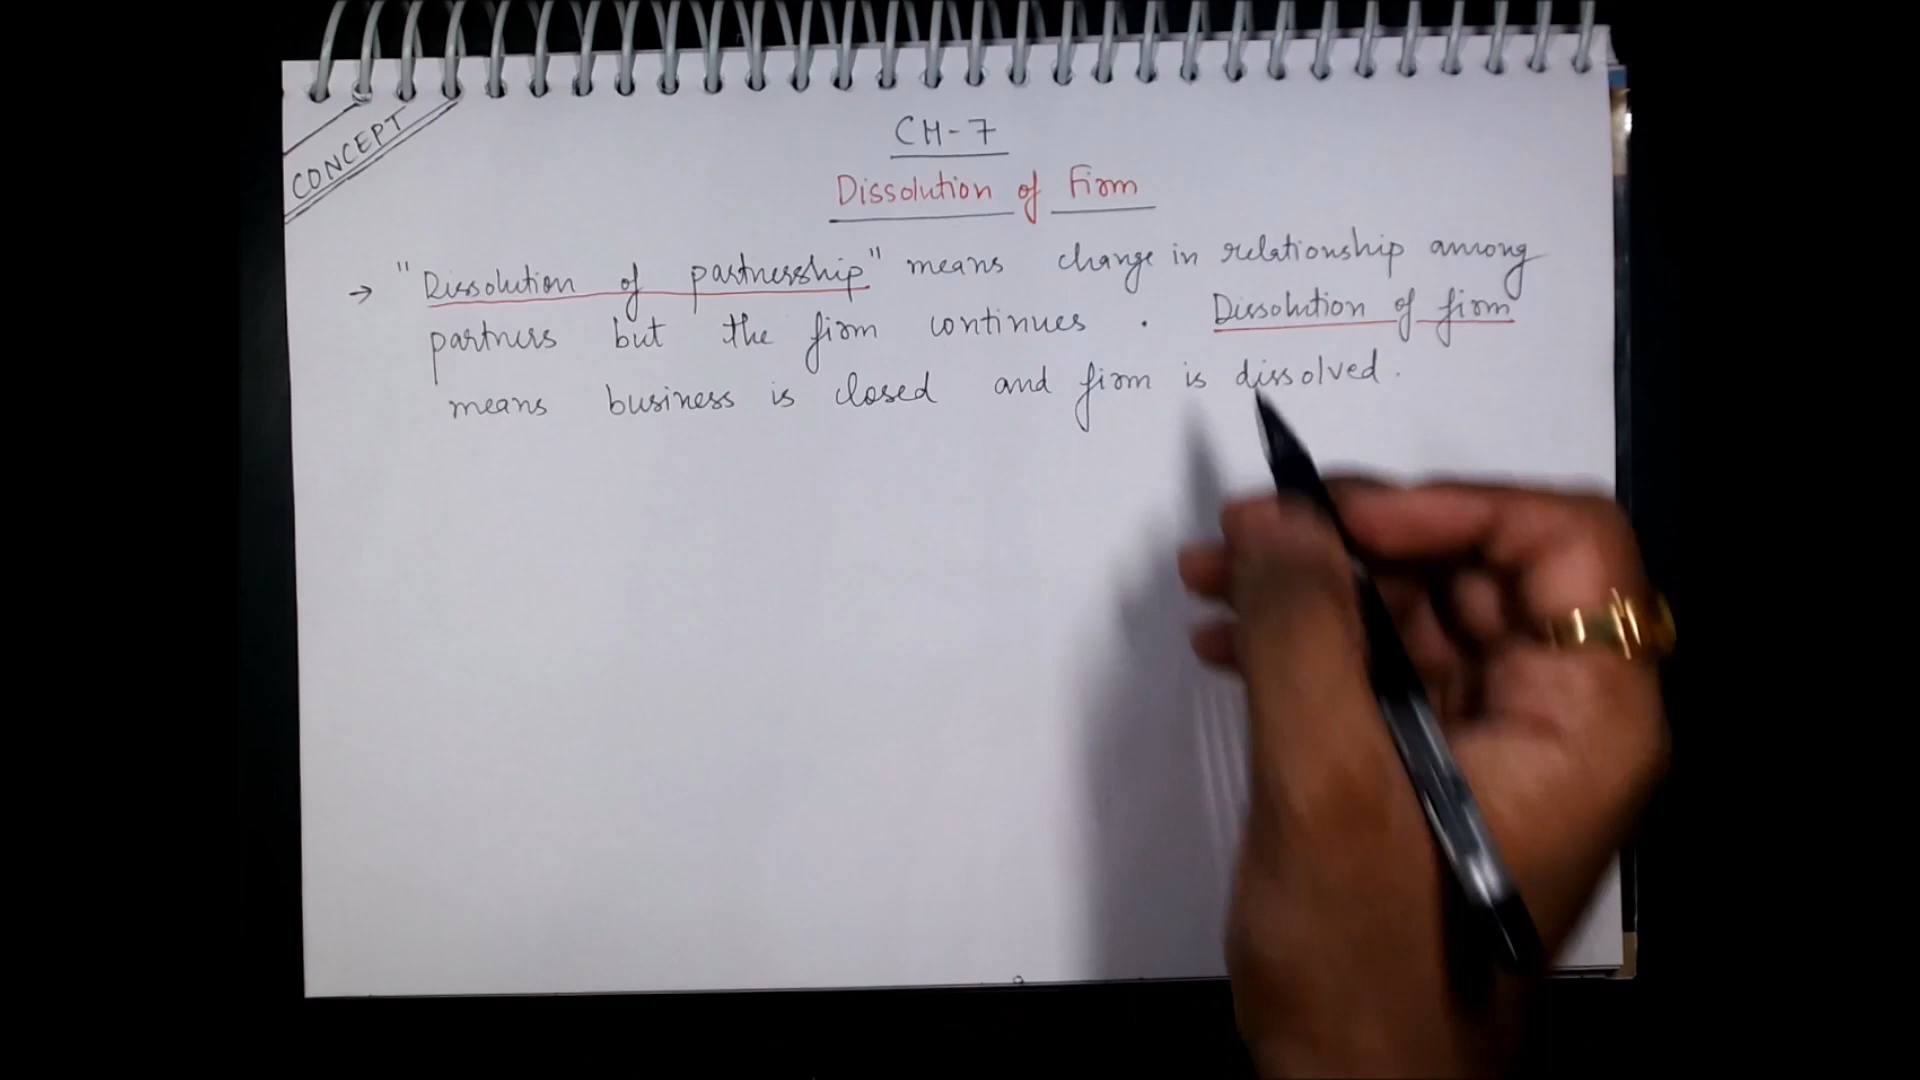 CONCEPT
CH-7
Dissolution of Firm
→ "Dissolution of partnership" means change in relationship among
partners but the firm continues . Dissolution of firm
means business is closed and firm is dissolved.